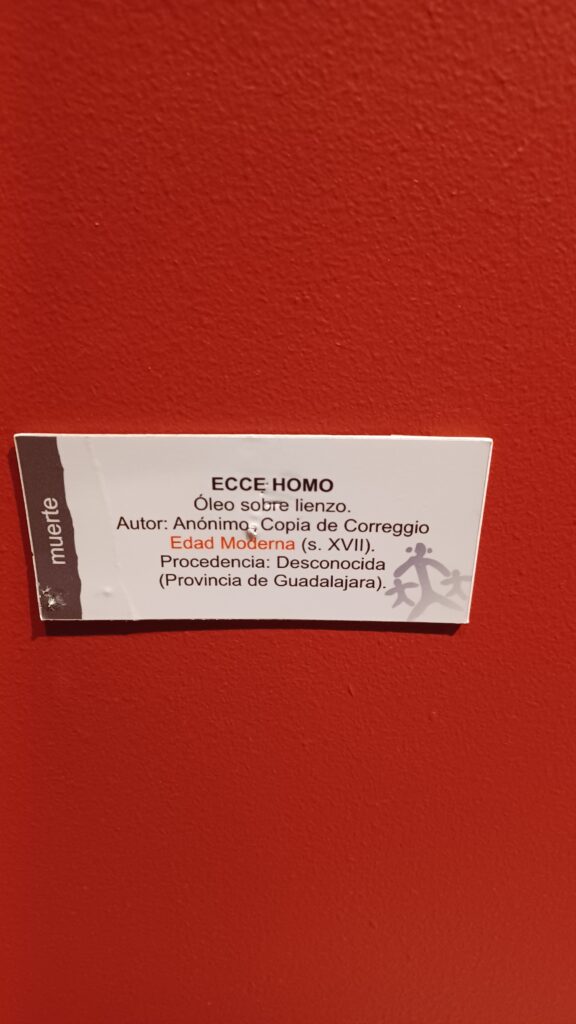 muerte
ECCE HOMO
Óleo sobre lienzo.
Autor: Anónimo. Copia de Correggio
Edad Moderna (s. XVII).
Procedencia: Desconocida
(Provincia de Guadalajara).